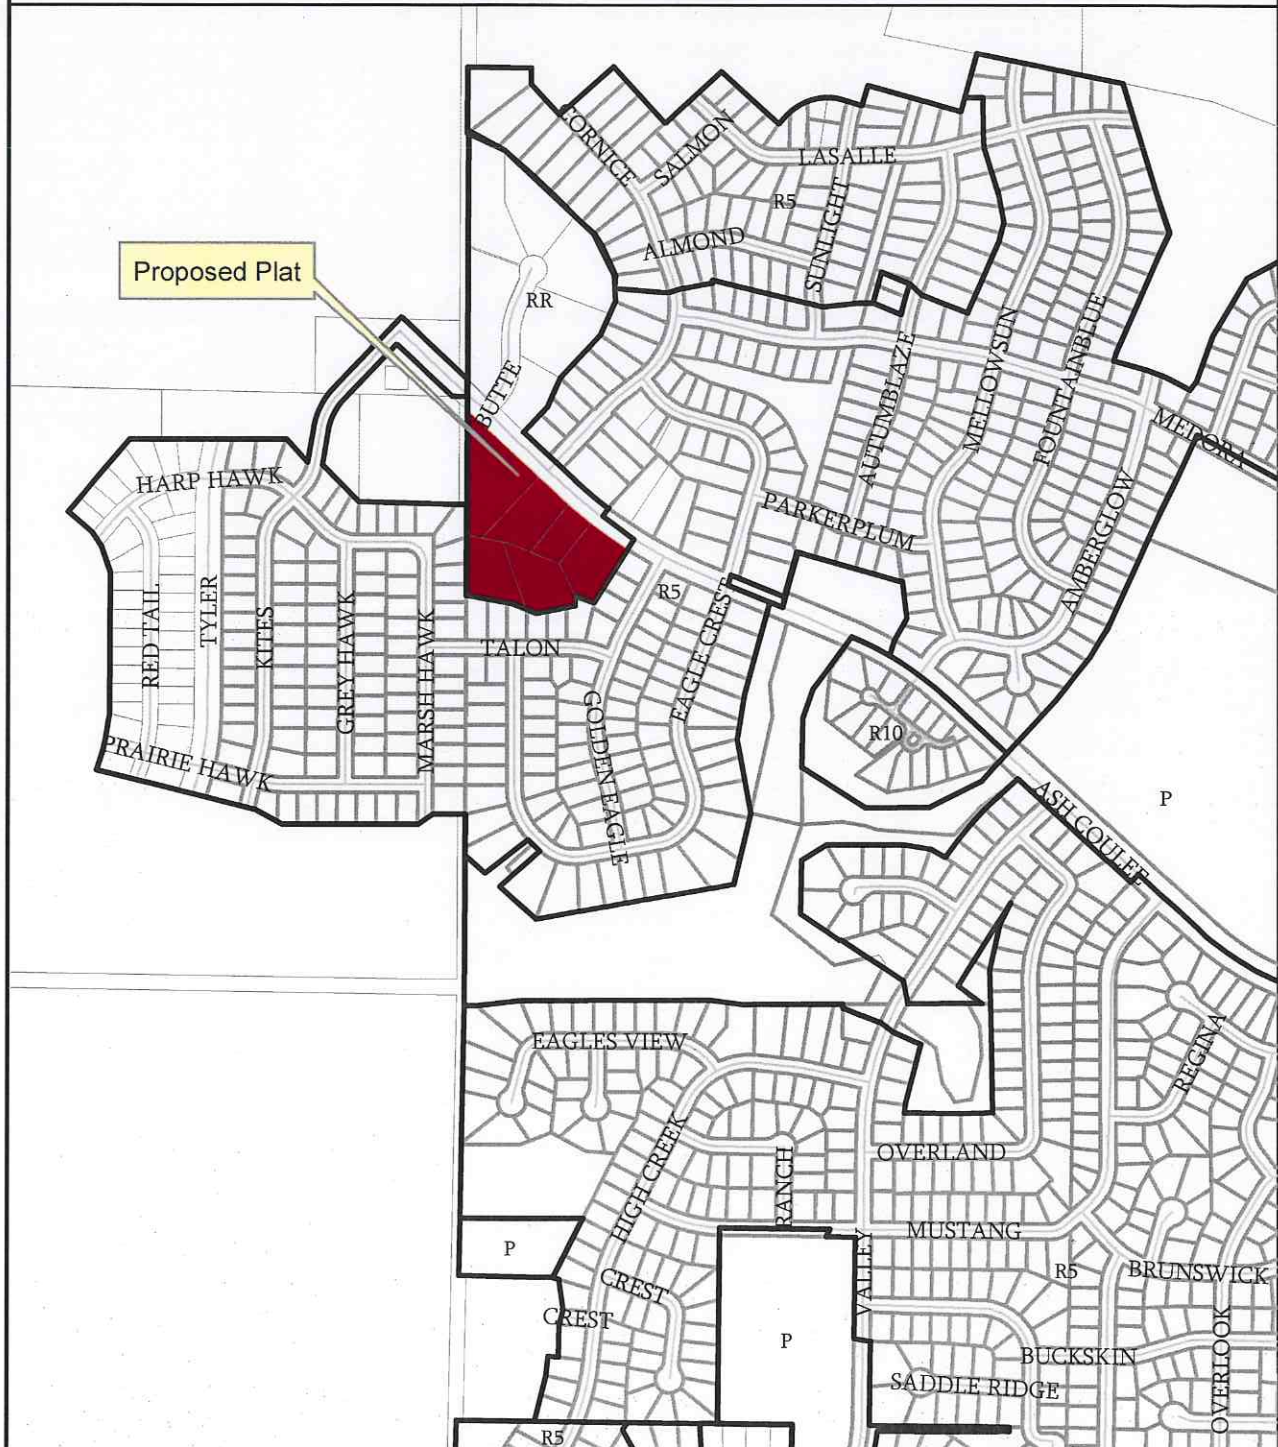 CORNICE
SALMON
LASALLE
R5
SUNLIGHT
ALMOND
Proposed Plat
RR
BUTTE
AUTUMBLAZE
MELLOWSUN
FOUNTAINBLUE
MEDORA
HARP HAWK
PARKERPLUM
AMBERGLOW
RED TAIL
TYLER
KITES
GREY HAWK
MARSH HAWK
TALON
R5
EAGLE CREST
GOLDEN EAGLE
PRAIRIE HAWK
R10
ASH COULEE
P
EAGLES VIEW
REGINA
HIGH CREEK
RANCH
OVERLAND
MUSTANG
P
VALLEY
R5
BRUNSWICK
CREST
CREST
P
BUCKSKIN
OVERLOOK
SADDLE RIDGE
R5